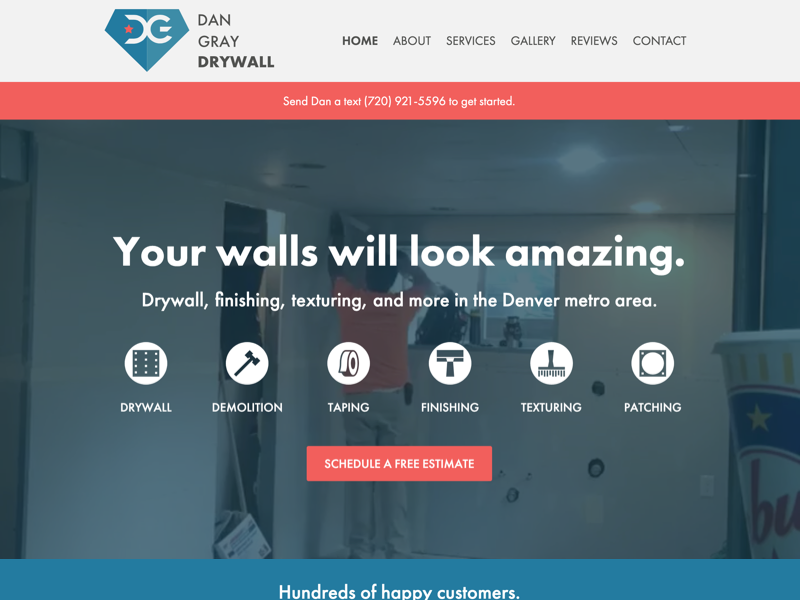 DG
DAN
GRAY
DRYWALL
HOME ABOUT SERVICES GALLERY REVIEWS CONTACT
Send Dan a text (720) 921-5596 to get started.
Your walls will look amazing.
Drywall, finishing, texturing, and more in the Denver metro area.
DRYWALL DEMOLITION TAPING FINISHING TEXTURING PATCHING
SCHEDULE A FREE ESTIMATE
bu
Hundreds of happy customers.